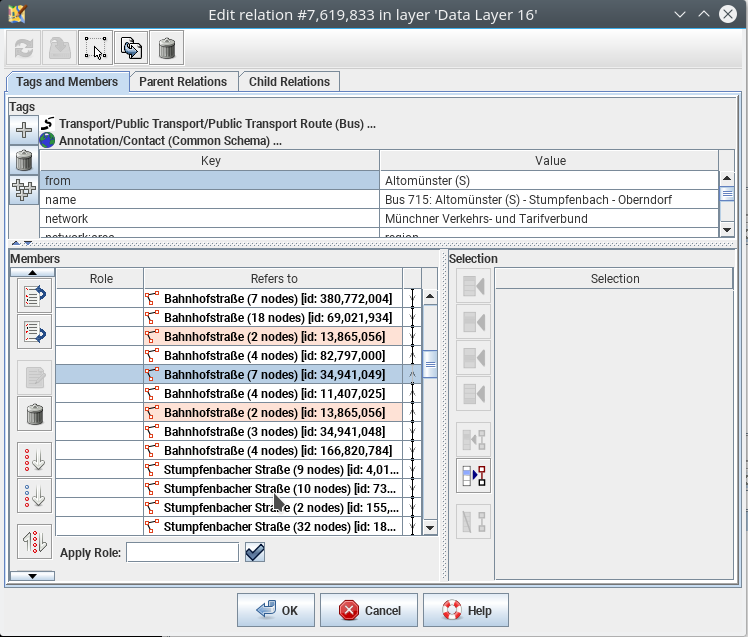 Edit relation #7,619,833 in layer 'Data Layer 16'
Tags and Members
Parent Relations
Child Relations
Tags
Transport/Public Transport/Public Transport Route (Bus) ...
Annotation/Contact (Common Schema) ...
Key Value
from Altomünster (S)
name Bus 715: Altomünster (S) - Stumpfenbach - Oberndorf
network Münchner Verkehrs- und Tarifverbund
Members
Role Refers to
Bahnhofstraße (7 nodes) [id: 380,772,004]
Bahnhofstraße (18 nodes) [id: 69,021,934]
Bahnhofstraße (2 nodes) [id: 13,865,056]
Bahnhofstraße (4 nodes) [id: 82,797,000]
Bahnhofstraße (7 nodes) [id: 34,941,049]
Bahnhofstraße (4 nodes) [id: 11,407,025]
Bahnhofstraße (2 nodes) [id: 13,865,056]
Bahnhofstraße (3 nodes) [id: 34,941,048]
Bahnhofstraße (4 nodes) [id: 166,820,784]
Stumpfenbacher Straße (9 nodes) [id: 4,01...
Stumpfenbacher Straße (10 nodes) [id: 73...
Stumpfenbacher Straße (2 nodes) [id: 155,...
Stumpfenbacher Straße (32 nodes) [id: 18...
Apply Role:
Selection
Selection
OK
Cancel
Help